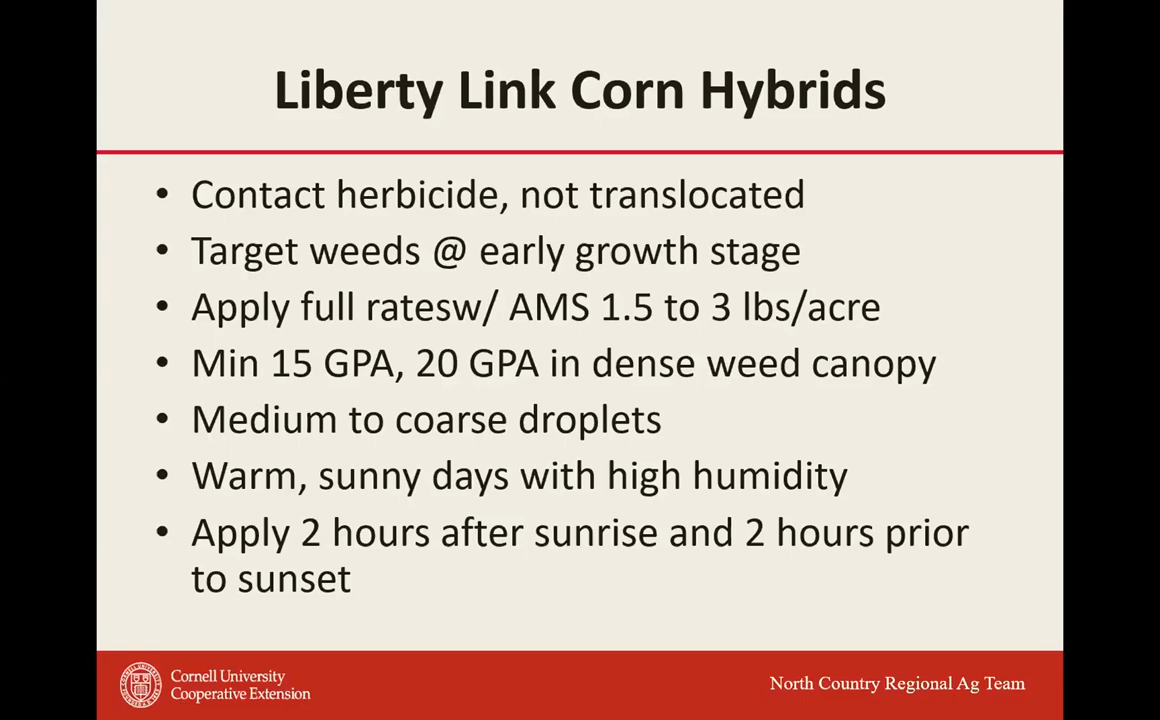 Liberty Link Corn Hybrids
• Contact herbicide, not translocated
• Target weeds @ early growth stage
• Apply full ratesw/ AMS 1.5 to 3 lbs/acre
• Min 15 GPA, 20 GPA in dense weed canopy
• Medium to coarse droplets
• Warm, sunny days with high humidity
• Apply 2 hours after sunrise and 2 hours prior
to sunset
Cornell University
Cooperative Extension
North Country Regional Ag Team